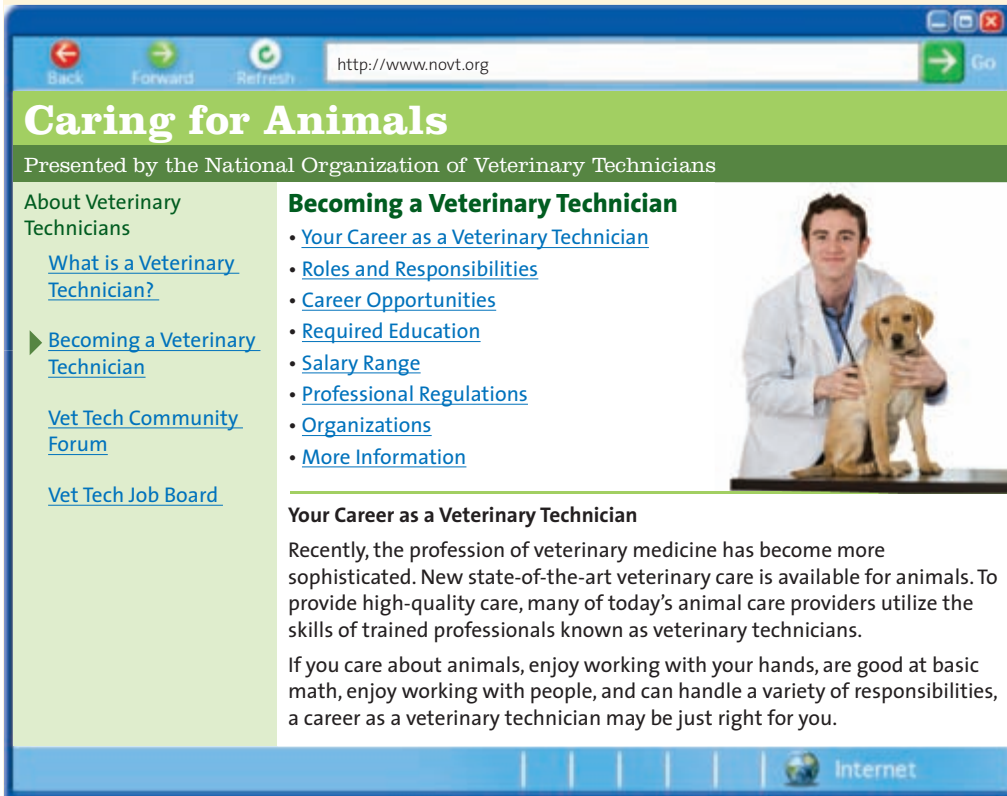 Back
Forward
Refresh
http://www.novt.org
Go
Caring for Animals
Presented by the National Organization of Veterinary Technicians
About Veterinary
Technicians
What is a Veterinary
Technician?
Becoming a Veterinary
Technician
Vet Tech Community
Forum
Vet Tech Job Board
Becoming a Veterinary Technician
• Your Career as a Veterinary Technician
• Roles and Responsibilities
• Career Opportunities
• Required Education
• Salary Range
• Professional Regulations
• Organizations
• More Information
Your Career as a Veterinary Technician
Recently, the profession of veterinary medicine has become more
sophisticated. New state-of-the-art veterinary care is available for animals. To
provide high-quality care, many of today's animal care providers utilize the
skills of trained professionals known as veterinary technicians.
If you care about animals, enjoy working with your hands, are good at basic
math, enjoy working with people, and can handle a variety of responsibilities,
a career as a veterinary technician may be just right for you.
Internet